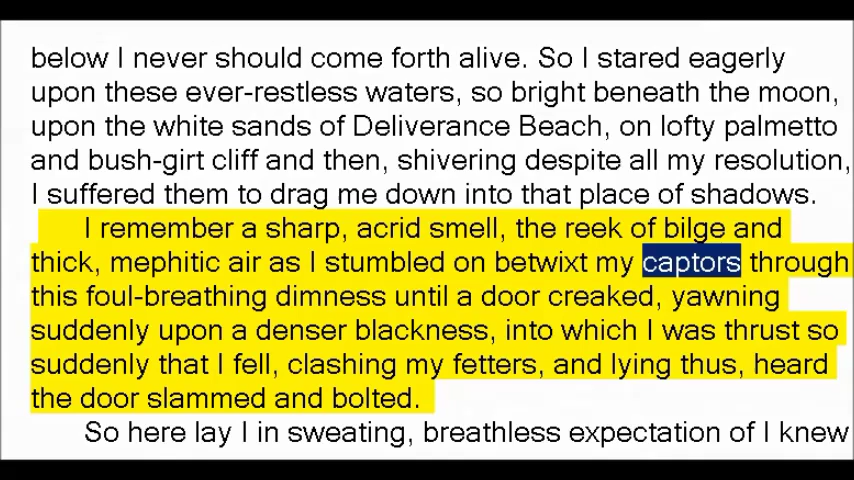 below I never should come forth alive. So I stared eagerly
upon these ever-restless waters, so bright beneath the moon,
upon the white sands of Deliverance Beach, on lofty palmetto
and bush-girt cliff and then, shivering despite all my resolution,
I suffered them to drag me down into that place of shadows.
I remember a sharp, acrid smell, the reek of bilge and
thick, mephitic air as I stumbled on betwixt my captors through
this foul-breathing dimness until a door creaked, yawning
suddenly upon a denser blackness, into which I was thrust so
suddenly that I fell, clashing my fetters, and lying thus, heard
the door slammed and bolted.
So here lay I in sweating, breathless expectation of I knew